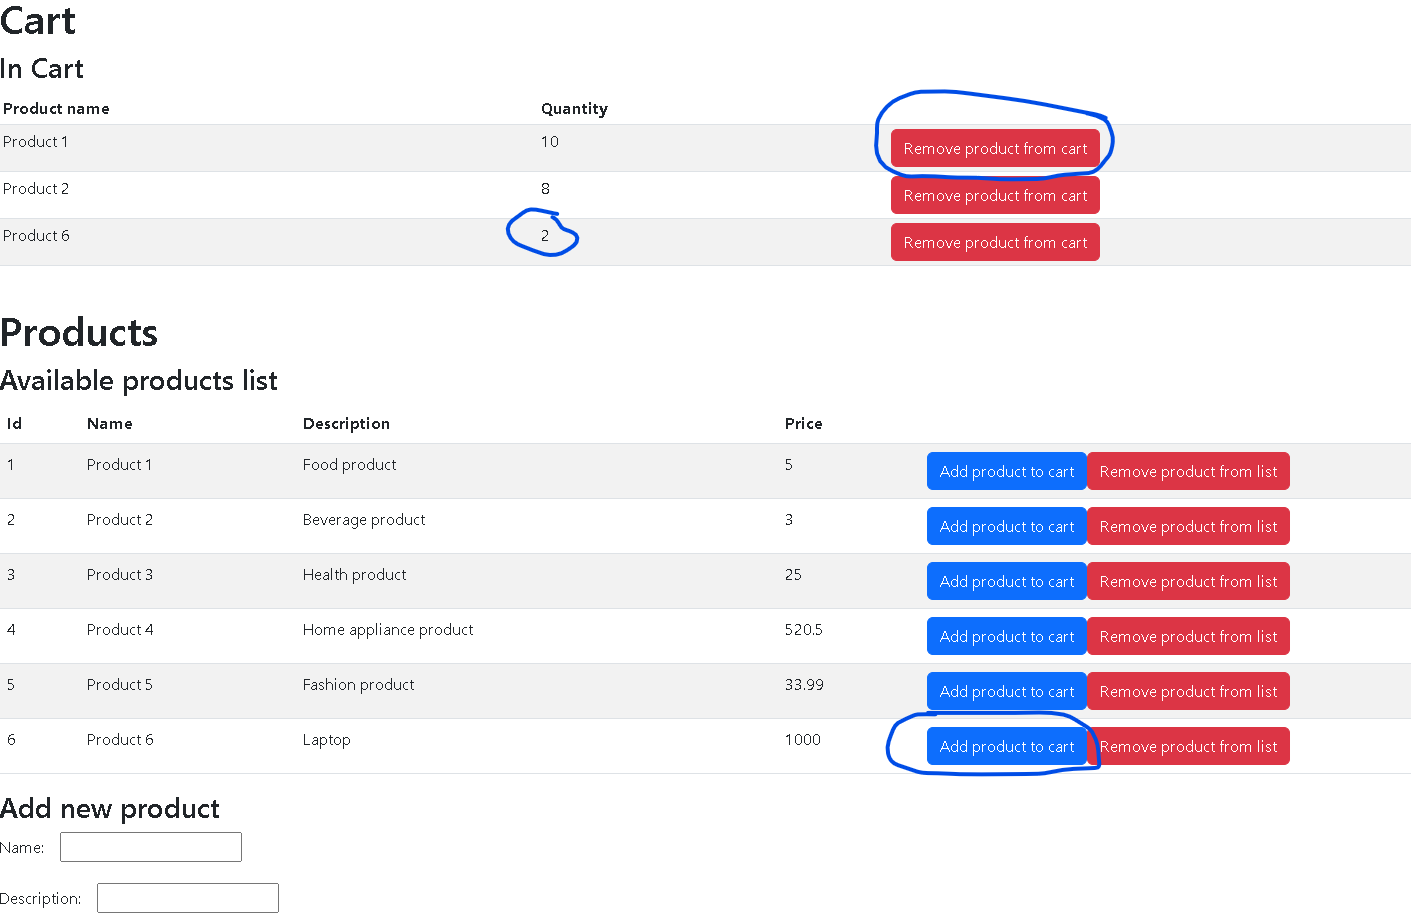 Cart
In Cart
Product name Quantity
Product 1 10 Remove product from cart
Product 2 8 Remove product from cart
Product 6 2 Remove product from cart
Products
Available products list
Id Name Description Price
1 Product 1 Food product 5 Add product to cart Remove product from list
2 Product 2 Beverage product 3 Add product to cart Remove product from list
3 Product 3 Health product 25 Add product to cart Remove product from list
4 Product 4 Home appliance product 520.5 Add product to cart Remove product from list
5 Product 5 Fashion product 33.99 Add product to cart Remove product from list
6 Product 6 Laptop 1000 Add product to cart Remove product from list
Add new product
Name:
Description: